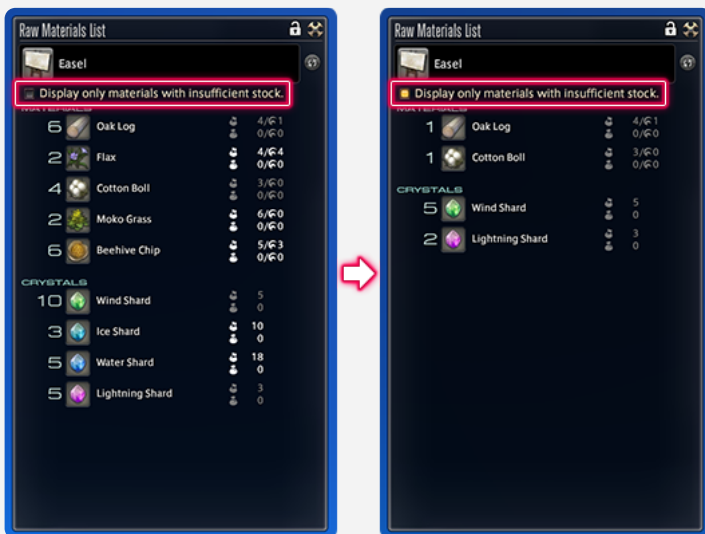 Raw Materials List
Easel
Display only materials with insufficient stock.
MATERIALS
6 Oak Log 4/1
0/0
2 Flax 4/4
0/0
4 Cotton Boll 3/0
0/0
2 Moko Grass 6/0
0/0
6 Beehive Chip 5/3
0/0
CRYSTALS
10 Wind Shard 5
0
3 Ice Shard 10
0
5 Water Shard 18
0
5 Lightning Shard 3
0
Raw Materials List
Easel
Display only materials with insufficient stock.
1 Oak Log 4/1
0/0
1 Cotton Boll 3/0
0/0
CRYSTALS
5 Wind Shard 5
0
2 Lightning Shard 3
0